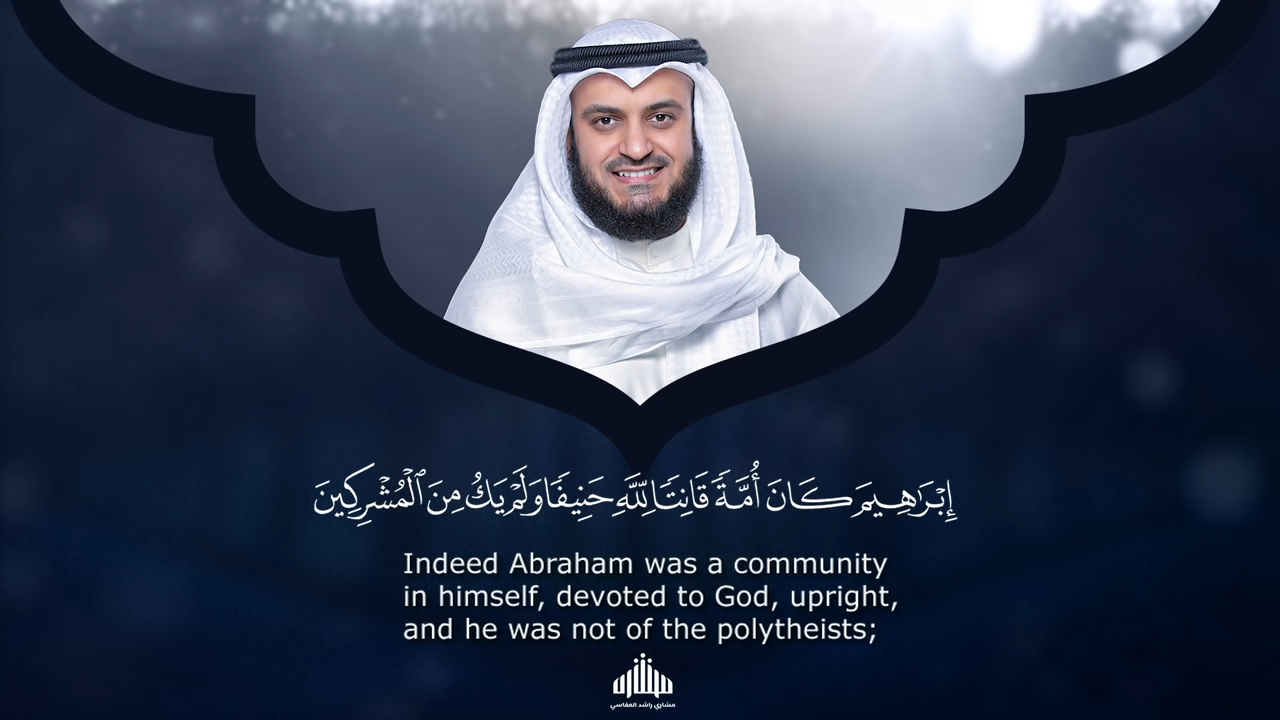 إِبْرَٰهِيمَ كَانَ أُمَّةً قَانِتًا لِّلَّهِ حَنِيفًا وَلَمْ يَكُ مِنَ ٱلْمُشْرِكِينَ
Indeed Abraham was a community
in himself, devoted to God, upright,
and he was not of the polytheists;
مشاري راشد العفاسي